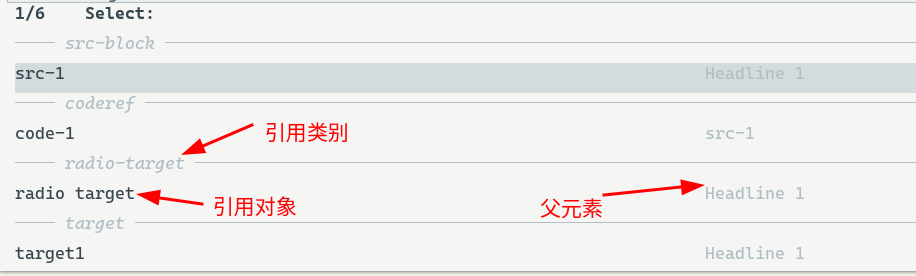 1/6 Select:
src-block
src-1 Headline 1
coderef
引用类别
code-1 src-1
radio-target
radio target Headline 1
引用对象 父元素
target
target1 Headline 1